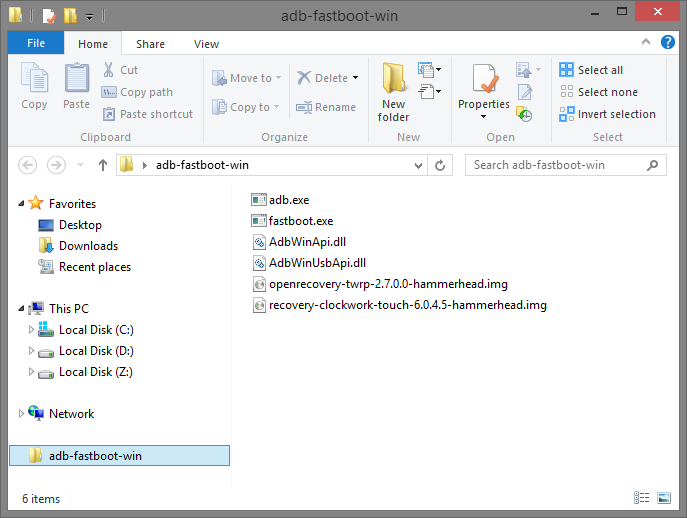 adb-fastboot-win
File Home Share View
Copy
Paste
Cut
Copy path
Paste shortcut
Clipboard
Move to
Copy to
Delete
Rename
Organize
New
folder
New
Properties
Open
Select all
Select none
Invert selection
Select
adb-fastboot-win
Search adb-fastboot-win
Favorites
Desktop
Downloads
Recent places
This PC
Local Disk (C:)
Local Disk (D:)
Local Disk (Z:)
Network
adb-fastboot-win
adb.exe
fastboot.exe
AdbWinApi.dll
AdbWinUsbApi.dll
openrecovery-twrp-2.7.0.0-hammerhead.img
recovery-clockwork-touch-6.0.4.5-hammerhead.img
6 items